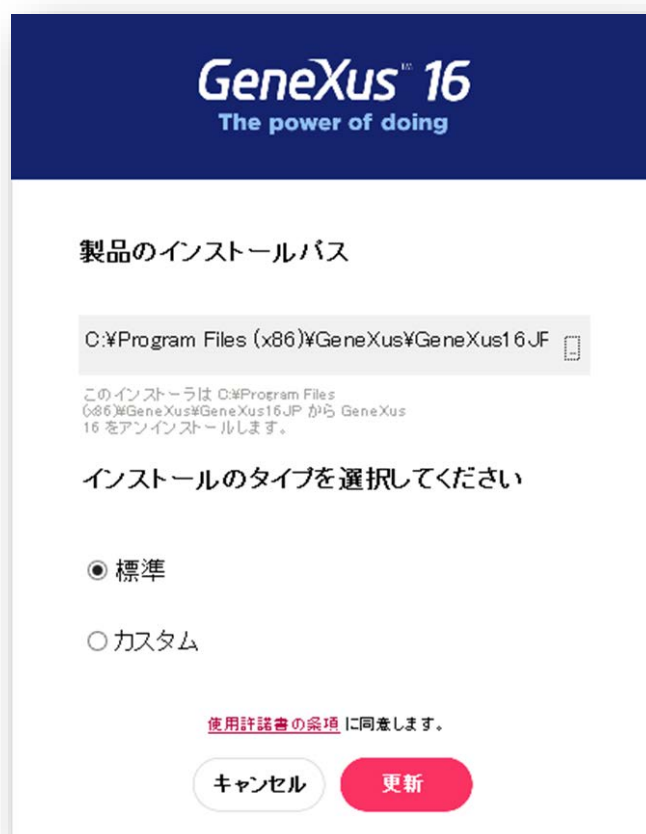 GeneXus™ 16
The power of doing
製品のインストールパス
C:¥Program Files (x86)¥GeneXus¥GeneXus16JP
このインストーラは C:¥Program Files
(x86)¥GeneXus¥GeneXus16JP から GeneXus
16 をアンインストールします。
インストールのタイプを選択してください
標準
カスタム
使用許諾書の条項 に同意します。
キャンセル
更新